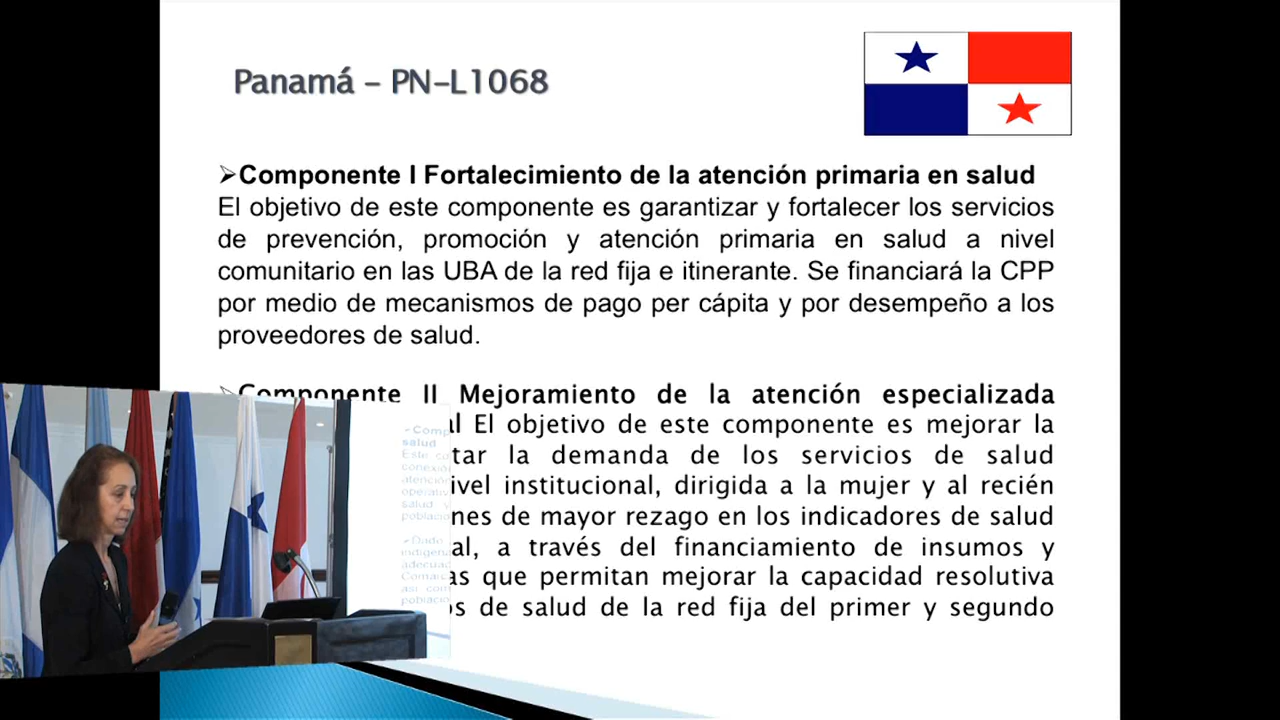 Panamá – PN-L1068
➢Componente I Fortalecimiento de la atención primaria en salud
El objetivo de este componente es garantizar y fortalecer los servicios
de prevención, promoción y atención primaria en salud a nivel
comunitario en las UBA de la red fija e itinerante. Se financiará la CPP
por medio de mecanismos de pago per cápita y por desempeño a los
proveedores de salud.
➢Componente II Mejoramiento de la atención especializada
El objetivo de este componente es mejorar la
la demanda de los servicios de salud
institucional, dirigida a la mujer y al recién
de mayor rezago en los indicadores de salud
a través del financiamiento de insumos y
que permitan mejorar la capacidad resolutiva
de salud de la red fija del primer y segundo
salud